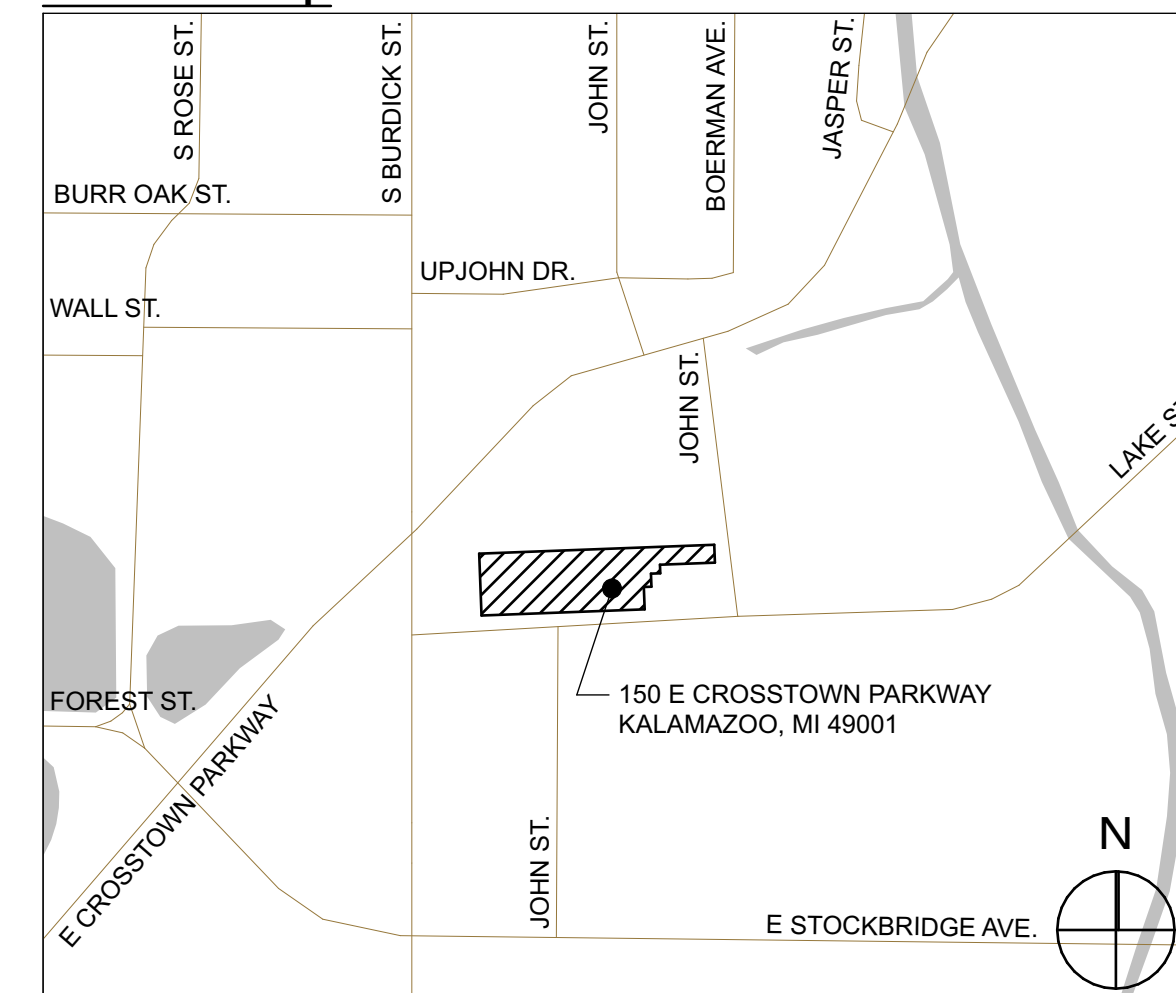 S ROSE ST.
S BURDICK ST.
JOHN ST.
BOERMAN AVE.
JASPER ST.
BURR OAK ST.
UPJOHN DR.
WALL ST.
JOHN ST.
LAKE
150 E CROSSTOWN PARKWAY
KALAMAZOO, MI 49001
FOREST ST.
E CROSSTOWN PARKWAY
JOHN ST.
N
E STOCKBRIDGE AVE.